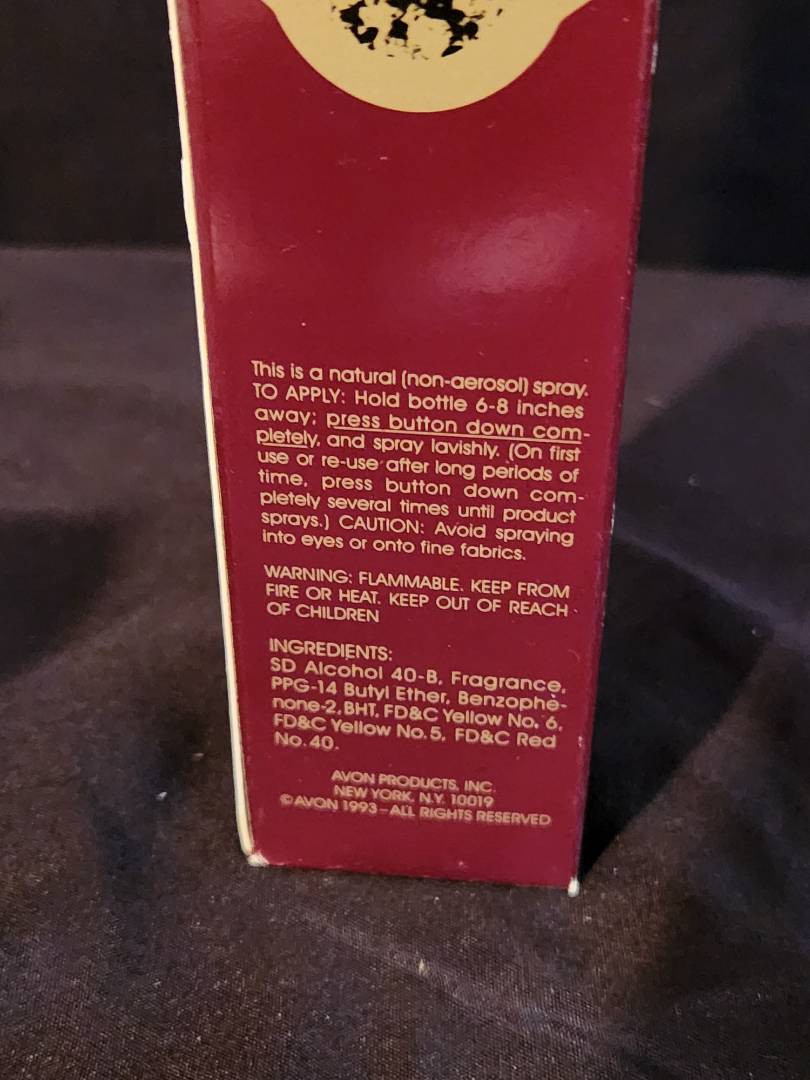 This is a natural (non-aerosol) spray.
TO APPLY: Hold bottle 6-8 inches
away; press button down com-
pletely, and spray lavishly. (On first
use or re-use after long periods of
time, press button down com-
pletely several times until product
sprays.) CAUTION: Avoid spraying
into eyes or onto fine fabrics.
WARNING: FLAMMABLE. KEEP FROM
FIRE OR HEAT. KEEP OUT OF REACH
OF CHILDREN
INGREDIENTS:
SD Alcohol 40-B, Fragrance,
PPG-14 Butyl Ether, Benzophe-
none-2, BHT, FD&C Yellow No. 6,
FD&C Yellow No. 5, FD&C Red
No. 40.
AVON PRODUCTS, INC.
NEW YORK, N.Y. 10019
©AVON 1993–ALL RIGHTS RESERVED